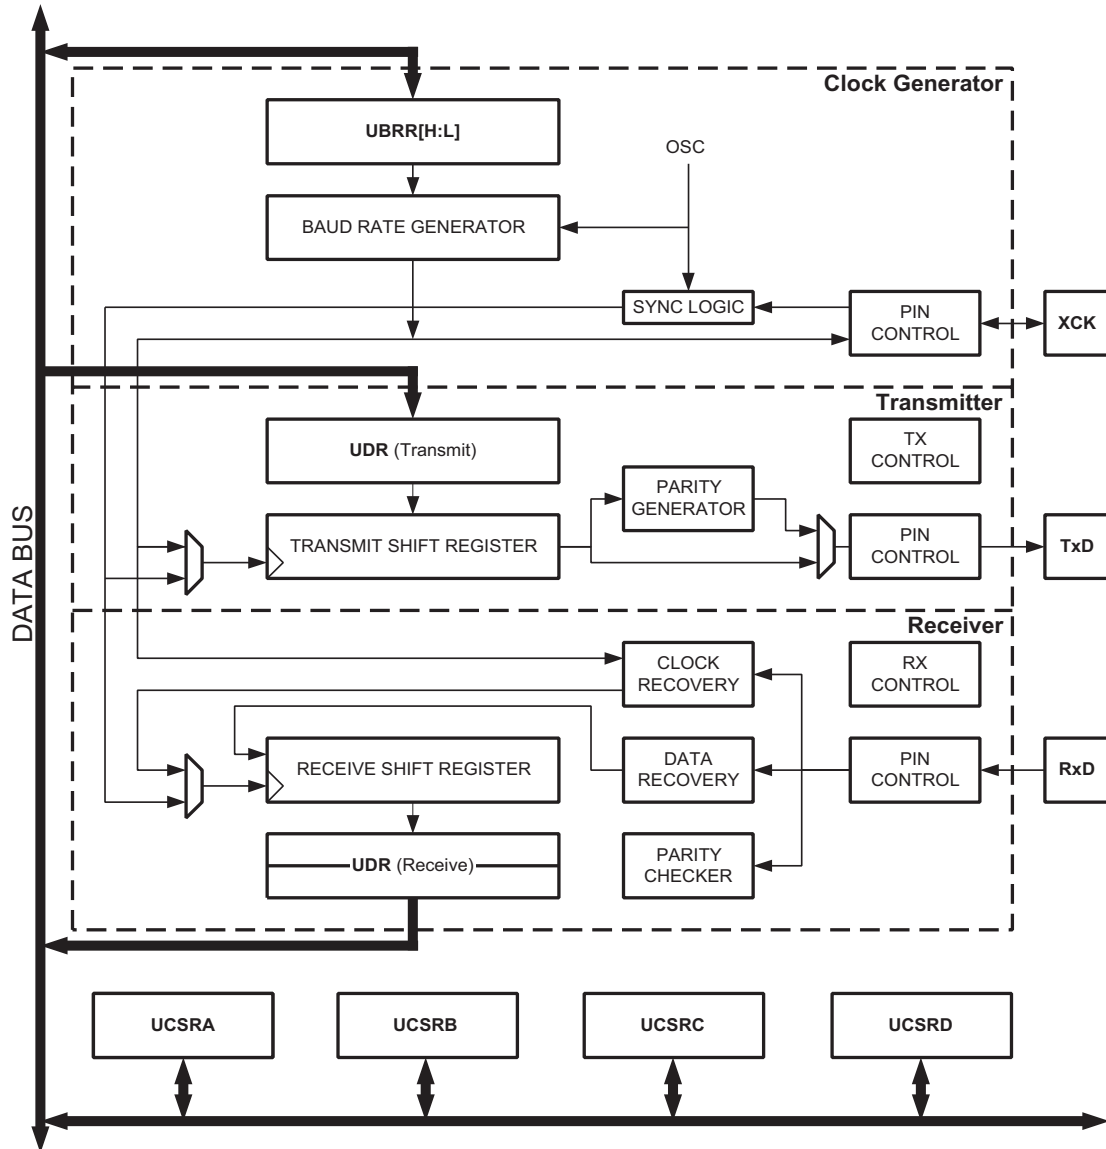 Clock Generator
UBRR[H:L]
OSC
BAUD RATE GENERATOR
SYNC LOGIC
PIN
CONTROL
XCK
Transmitter
TX
CONTROL
UDR (Transmit)
PARITY
GENERATOR
TRANSMIT SHIFT REGISTER
PIN
CONTROL
TxD
DATA BUS
Receiver
CLOCK
RECOVERY
RX
CONTROL
RECEIVE SHIFT REGISTER
DATA
RECOVERY
PIN
CONTROL
RxD
UDR (Receive)
PARITY
CHECKER
UCSRA
UCSRB
UCSRC
UCSRD